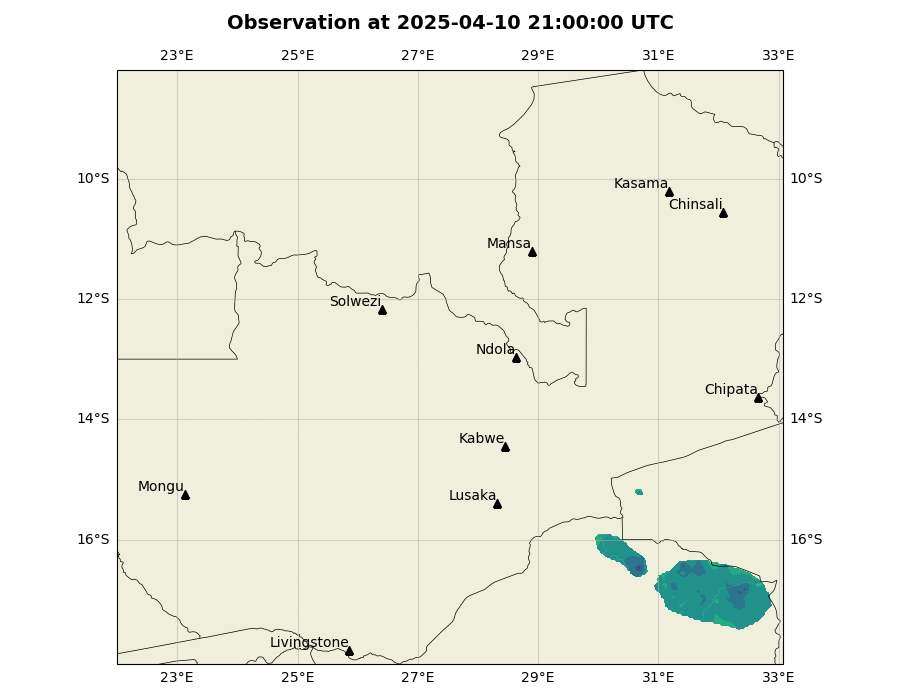 Observation at 2025-04-10 21:00:00 UTC
23°E 25°E 27°E 29°E 31°E 33°E
10°S 10°S
Kasama
Chinsali
Mansa
12°S 12°S
Solwezi
Ndola
Chipata
14°S 14°S
Kabwe
Mongu
Lusaka
16°S 16°S
Livingstone
23°E 25°E 27°E 29°E 31°E 33°E